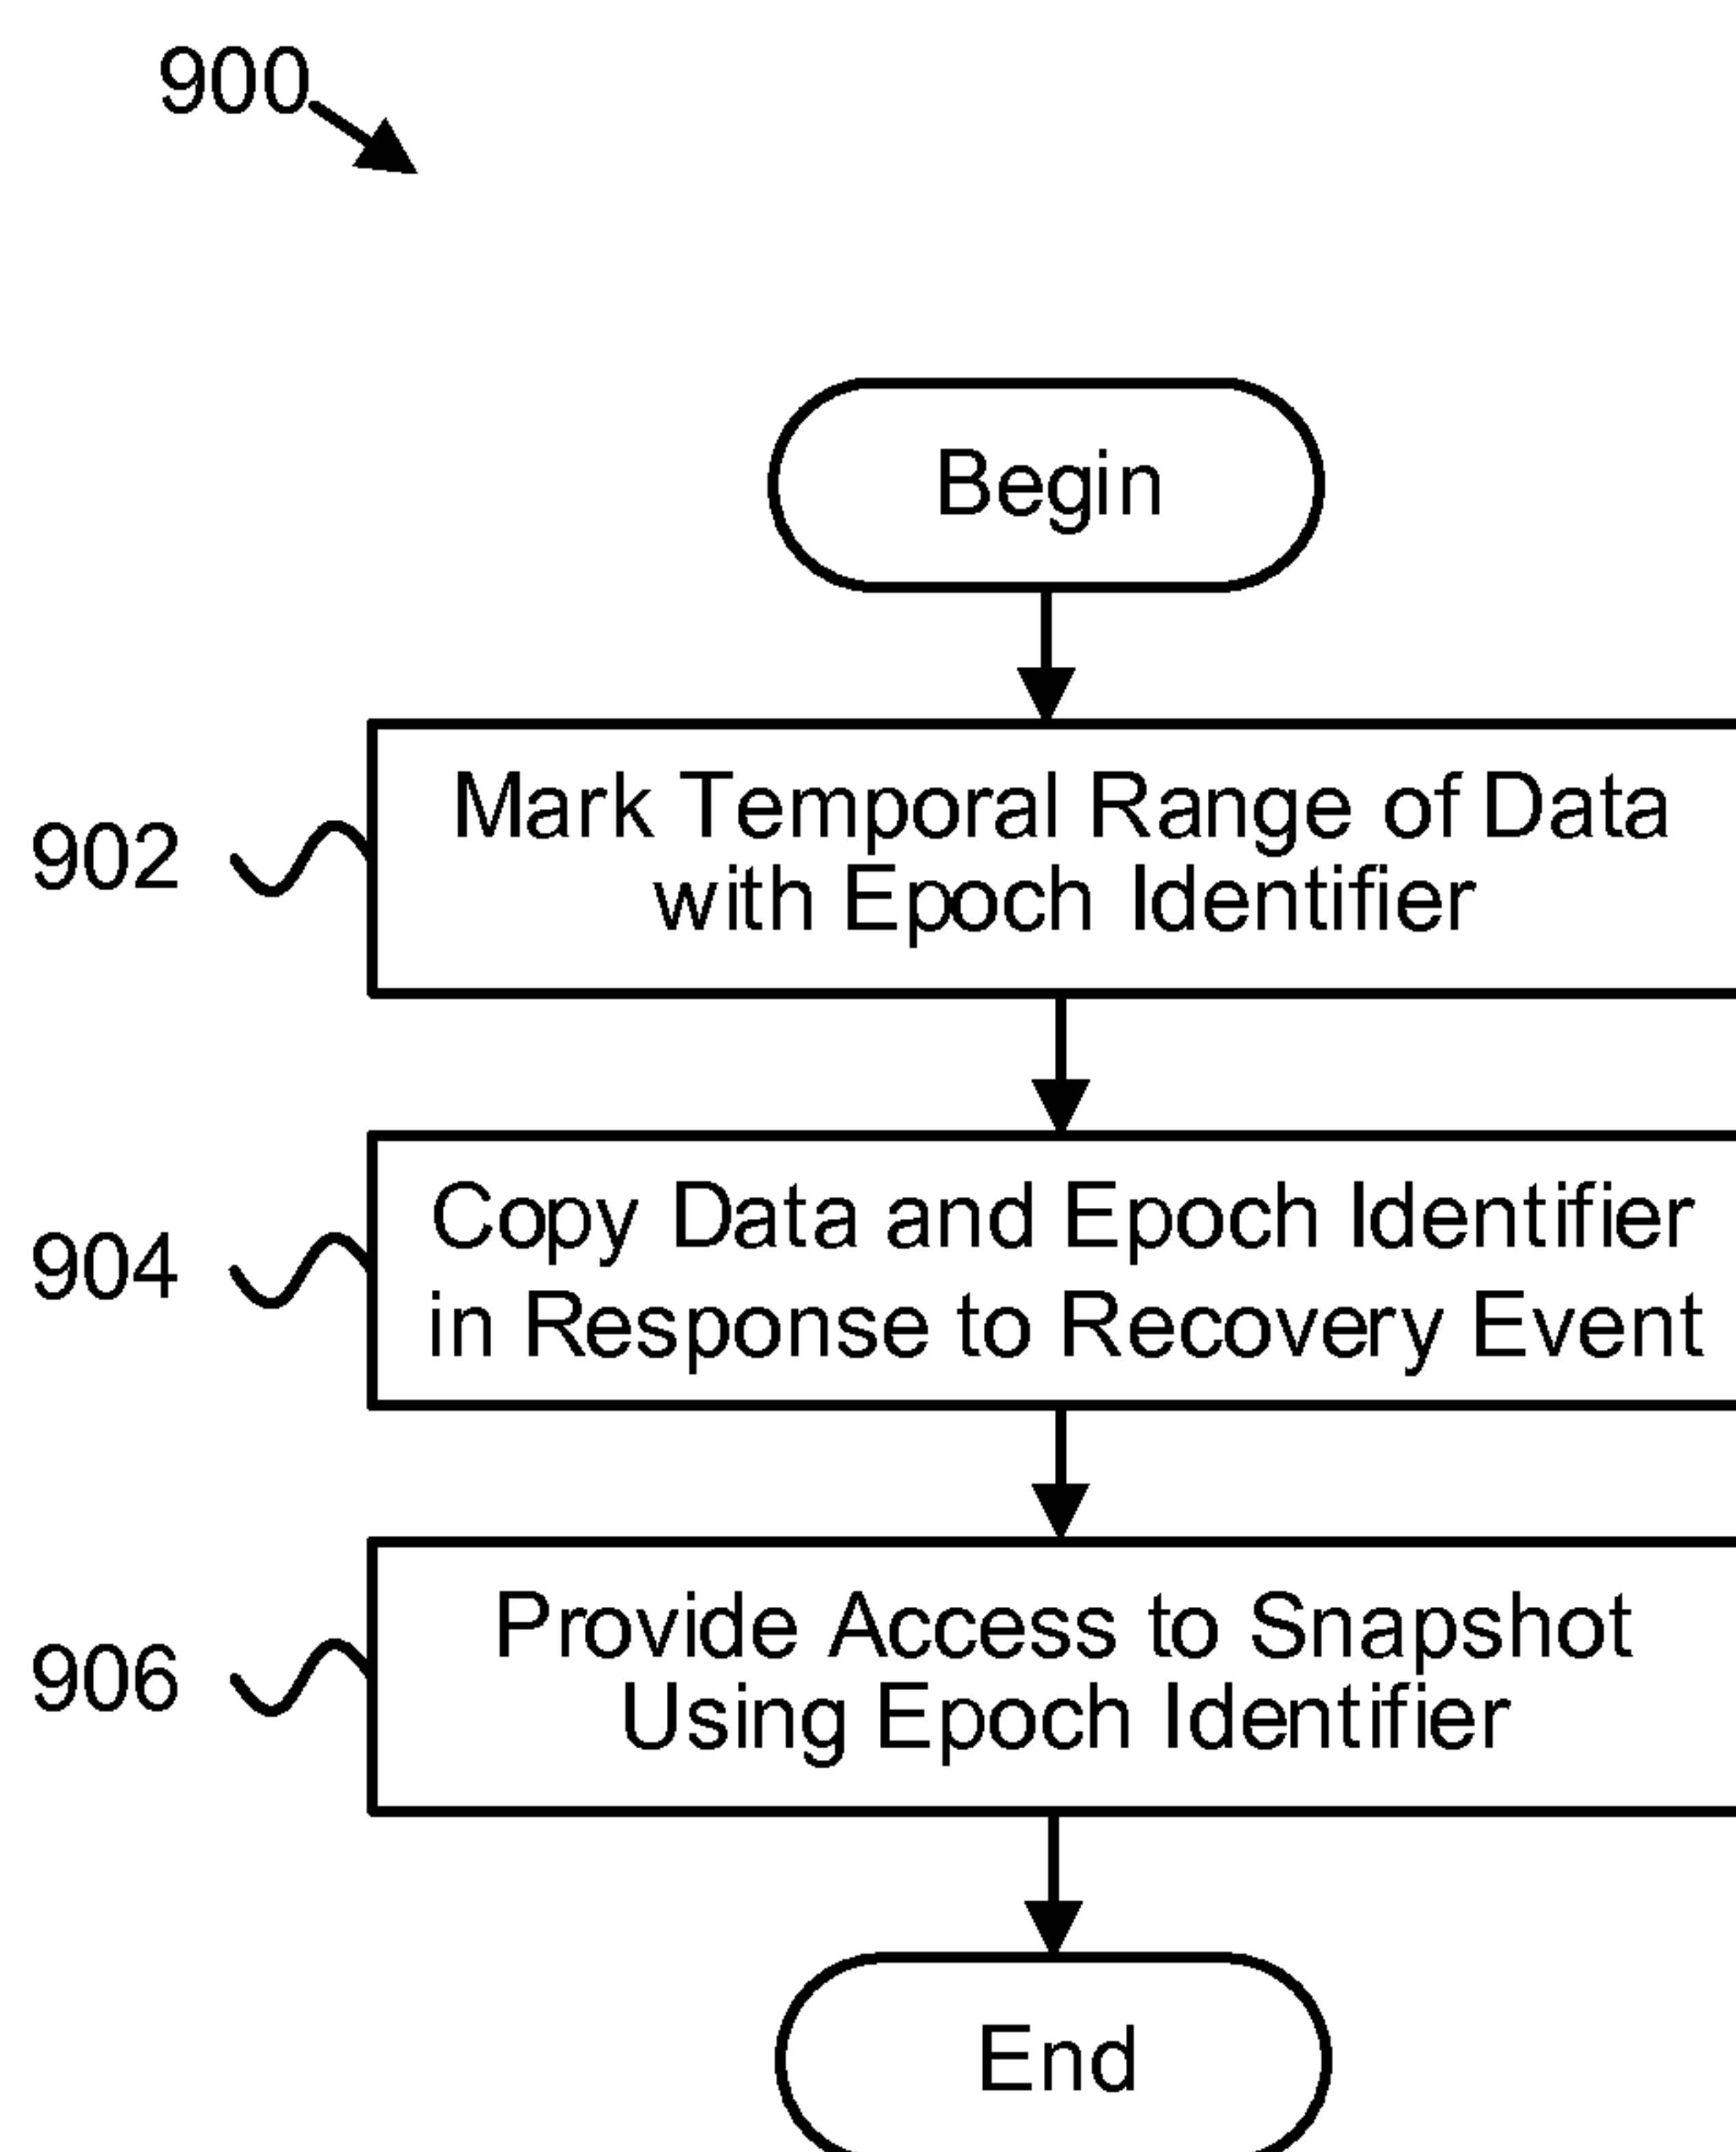 900
Begin
902
Mark Temporal Range of Data
with Epoch Identifier
904
Copy Data and Epoch Identifier
in Response to Recovery Event
906
Provide Access to Snapshot
Using Epoch Identifier
End